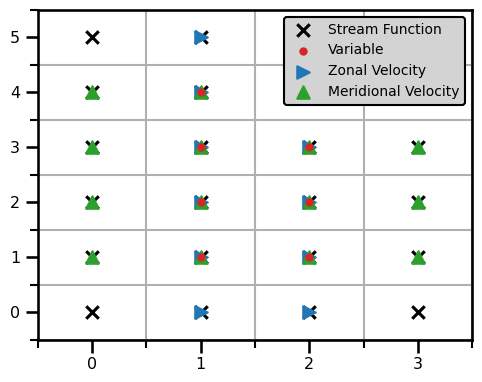 5
Stream Function
Variable
4
Zonal Velocity
Meridional Velocity
3
2
1
0
0 1 2 3